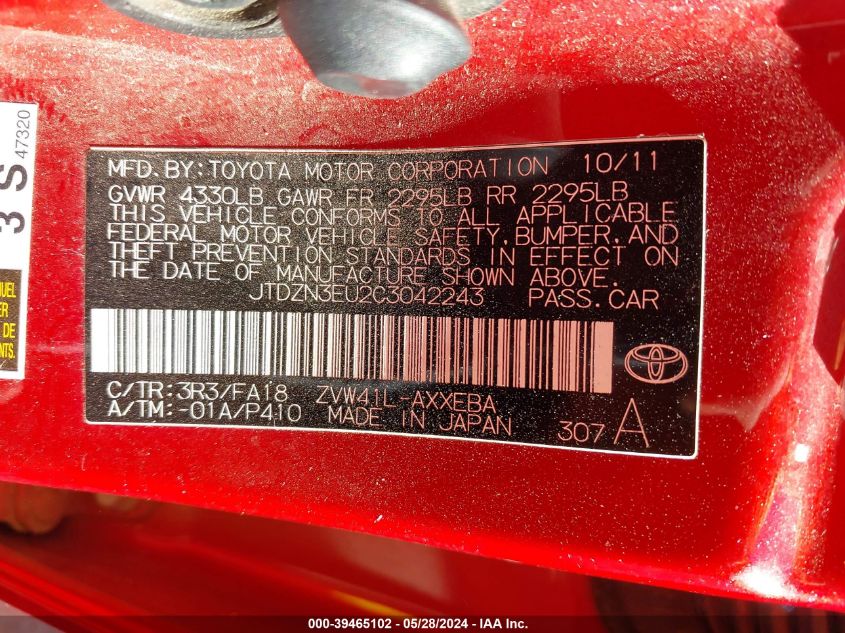 MFD. BY: TOYOTA MOTOR CORPORATION 10/11
GVWR 4330LB GAWR FR 2295LB RR 2295LB
THIS VEHICLE CONFORMS TO ALL APPLICABLE
FEDERAL MOTOR VEHICLE SAFETY, BUMPER, AND
THEFT PREVENTION STANDARDS IN EFFECT ON
THE DATE OF MANUFACTURE SHOWN ABOVE.
JTDZN3EU2C3042243 PASS.CAR
C/TR: 3R3/FA18 ZVW41L-AXXEBA
A/TM: -01A/P410 MADE IN JAPAN 307 A
3 S 47320
DE
000-39465102 - 05/28/2024 - IAA Inc.